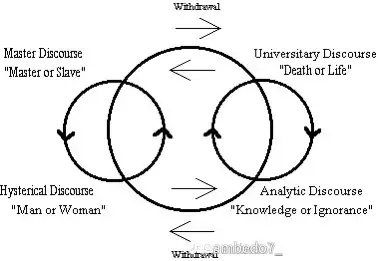 Withdrawal
Master Discourse
"Master or Slave"
Universitary Discourse
"Death or Life"
Hysterical Discourse
"Man or Woman"
Analytic Discourse
"Knowledge or Ignorance"
Withdrawal